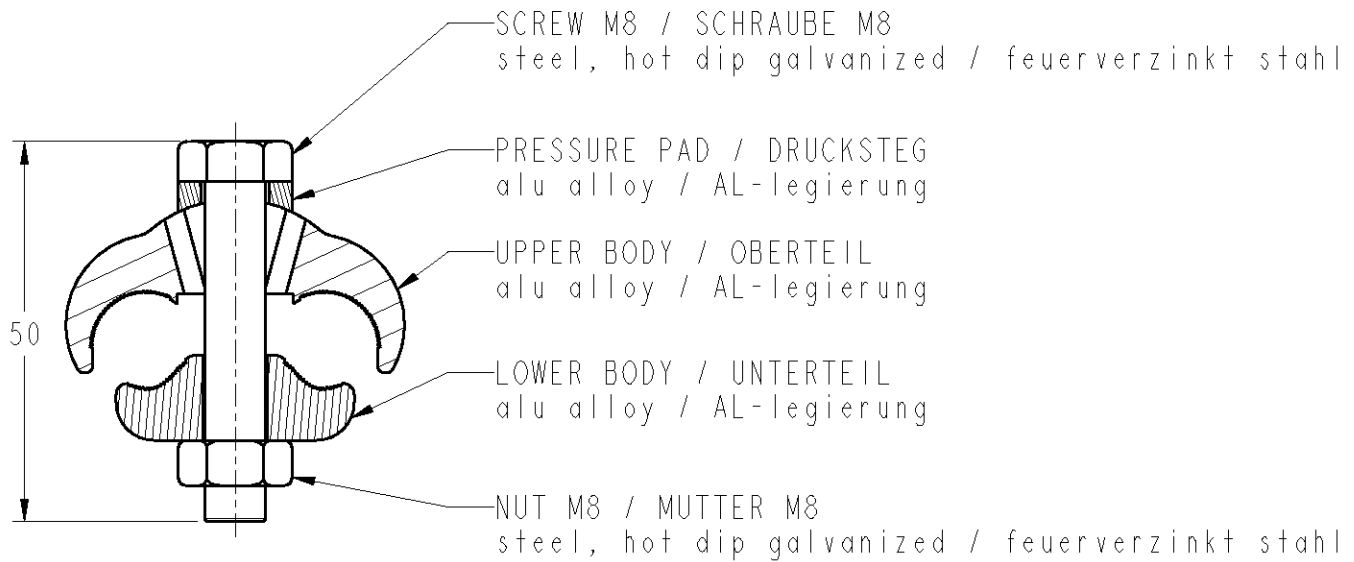 SCREW M8 / SCHRAUBE M8
steel, hot dip galvanized / feuerverzinkt stahl
PRESSURE PAD / DRUCKSTEG
alu alloy / AL-legierung
UPPER BODY / OBERTEIL
alu alloy / AL-legierung
50
LOWER BODY / UNTERTEIL
alu alloy / AL-legierung
NUT M8 / MUTTER M8
steel, hot dip galvanized / feuerverzinkt stahl